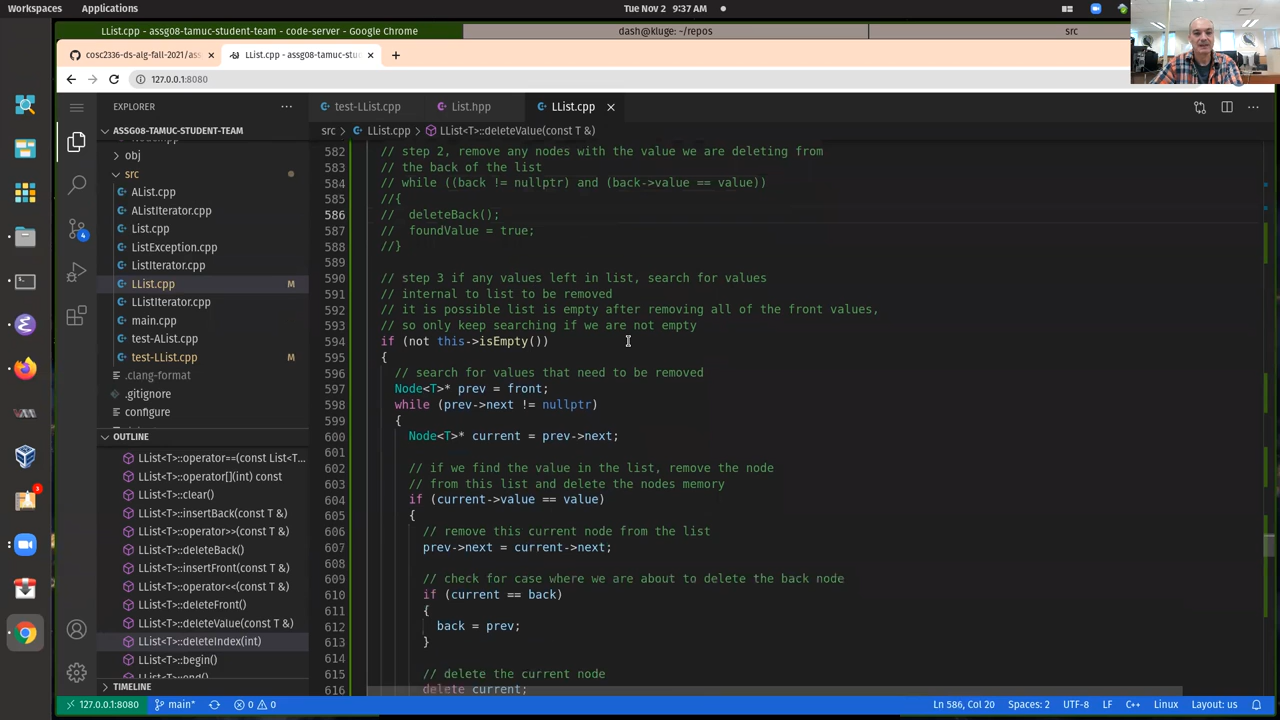 Workspaces Applications Tue Nov 2 9:37 AM
LList.cpp - assg08-tamuc-student-team - code-server - Google Chrome dash@kluge: ~/repos src
cosc2336-ds-alg-fall-2021/ass LList.cpp - assg08-tamuc-stu
127.0.0.1:8080
EXPLORER
test-LList.cpp List.hpp LList.cpp
ASSG08-TAMUC-STUDENT-TEAM
src > LList.cpp > LList<T>::deleteValue(const T &)
obj
src
AList.cpp
AListIterator.cpp
List.cpp
ListException.cpp
ListIterator.cpp
LList.cpp M
LListIterator.cpp
main.cpp
test-AList.cpp
test-LList.cpp M
.clang-format
.gitignore
configure
OUTLINE
LList<T>::operator==(const List<T...
LList<T>::operator[](int) const
LList<T>::clear()
LList<T>::insertBack(const T &)
LList<T>::operator>>(const T &)
LList<T>::deleteBack()
LList<T>::insertFront(const T &)
LList<T>::operator<<(const T &)
LList<T>::deleteFront()
LList<T>::deleteValue(const T &)
LList<T>::deleteIndex(int)
LList<T>::begin()
TIMELINE
582 // step 2, remove any nodes with the value we are deleting from
583 // the back of the list
584 // while ((back != nullptr) and (back->value == value))
585 //{
586 //  deleteBack();
587 //  foundValue = true;
588 //}
589
590 // step 3 if any values left in list, search for values
591 // internal to list to be removed
592 // it is possible list is empty after removing all of the front values,
593 // so only keep searching if we are not empty
594 if (not this->isEmpty())
595 {
596 // search for values that need to be removed
597 Node<T>* prev = front;
598 while (prev->next != nullptr)
599 {
600 Node<T>* current = prev->next;
601
602 // if we find the value in the list, remove the node
603 // from this list and delete the nodes memory
604 if (current->value == value)
605 {
606 // remove this current node from the list
607 prev->next = current->next;
608
609 // check for case where we are about to delete the back node
610 if (current == back)
611 {
612 back = prev;
613 }
614
615 // delete the current node
616 delete current;
4
3
127.0.0.1:8080 main* 0 0 Ln 586, Col 20 Spaces: 2 UTF-8 LF C++ Linux Layout: us